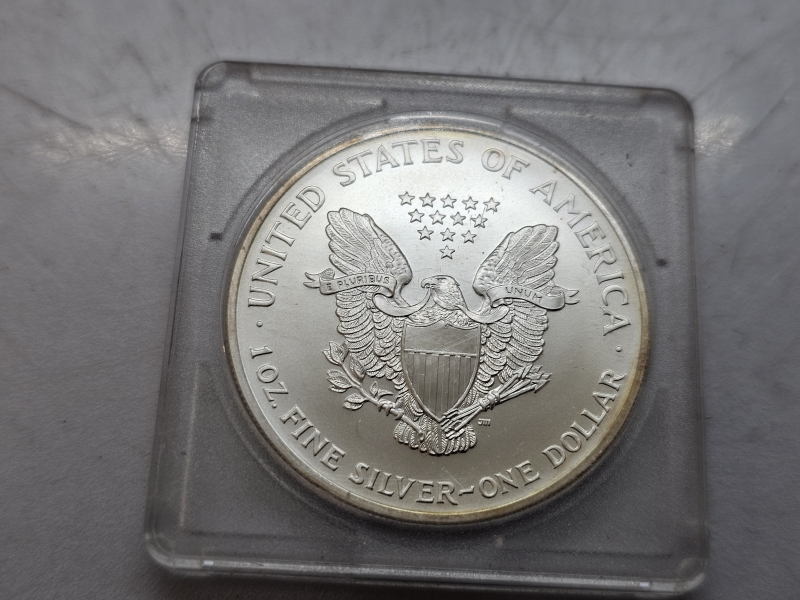 UNITED STATES OF AMERICA
E PLURIBUS UNUM
· 1 OZ. FINE SILVER~ONE DOLLAR ·